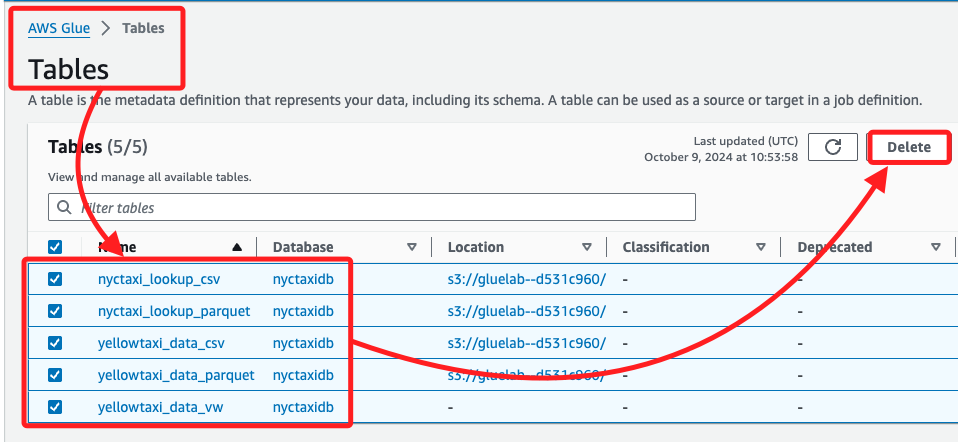 AWS Glue > Tables
Tables
A table is the metadata definition that represents your data, including its schema. A table can be used as a source or target in a job definition.
Tables (5/5)
Last updated (UTC)
October 9, 2024 at 10:53:58
Delete
View and manage all available tables.
Filter tables
Name Database Location Classification Deprecated
nyctaxi_lookup_csv nyctaxidb s3://gluelab--d531c960/ - -
nyctaxi_lookup_parquet nyctaxidb s3://gluelab--d531c960/ - -
yellowtaxi_data_csv nyctaxidb s3://gluelab--d531c960/ - -
yellowtaxi_data_parquet nyctaxidb s3://gluelab--d531c960/ - -
yellowtaxi_data_vw nyctaxidb - - -